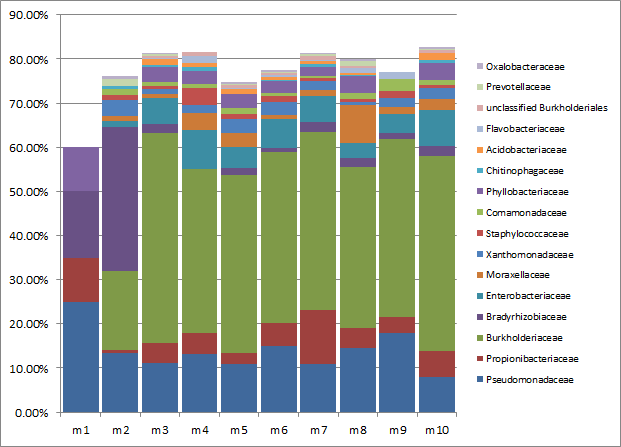 90.00%
80.00%
70.00%
60.00%
50.00%
40.00%
30.00%
20.00%
10.00%
0.00%
m1 m2 m3 m4 m5 m6 m7 m8 m9 m10
Oxalobacteraceae
Prevotellaceae
unclassified Burkholderiales
Flavobacteriaceae
Acidobacteriaceae
Chitinophagaceae
Phyllobacteriaceae
Comamonadaceae
Staphylococcaceae
Xanthomonadaceae
Moraxellaceae
Enterobacteriaceae
Bradyrhizobiaceae
Burkholderiaceae
Propionibacteriaceae
Pseudomonadaceae